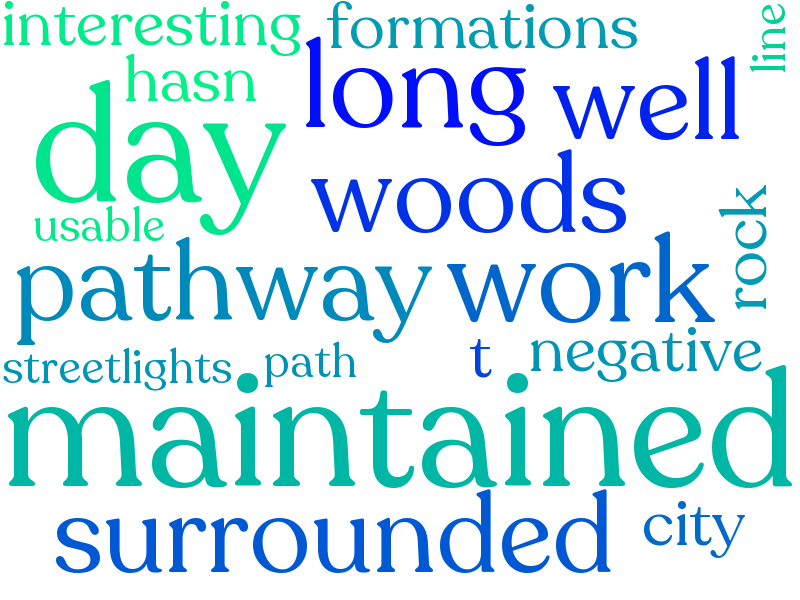 interesting formations line
hasn long well
day
woods
usable rock
pathway work
streetlights path t negative
maintained
surrounded city